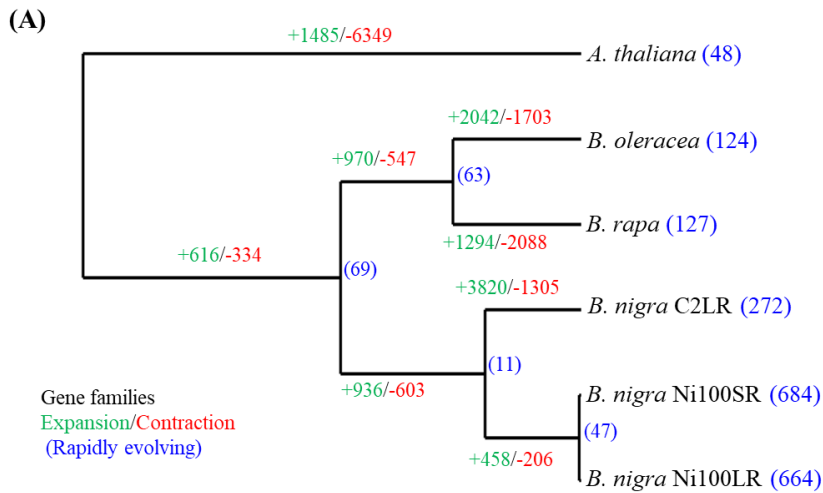 (A)
+1485/-6349
A. thaliana (48)
+2042/-1703
B. oleracea (124)
+970/-547
(63)
B. rapa (127)
+1294/-2088
+616/-334
(69)
+3820/-1305
B. nigra C2LR (272)
(11)
+936/-603
Gene families
Expansion/Contraction
(Rapidly evolving)
B. nigra Ni100SR (684)
(47)
+458/-206
B. nigra Ni100LR (664)